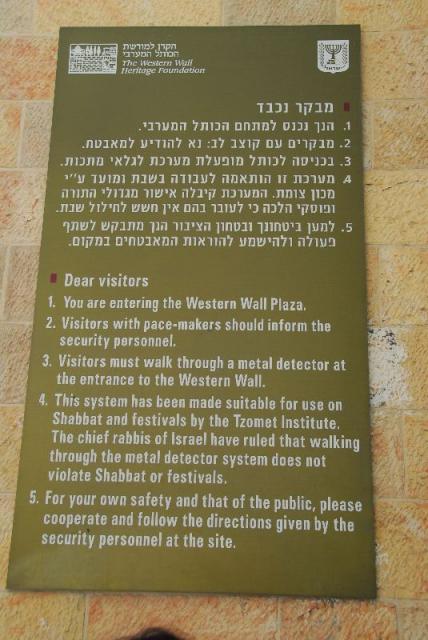 הקרן למורשת
הכותל המערבי
The Western Wall
Heritage Foundation
ישראל
מבקר נכבד
1. הנך נכנס למתחם הכותל המערבי.
2. מבקרים עם קוצב לב: נא להודיע למאבטח.
3. בכניסה לכותל מופעלת מערכת לגלאי מתכות.
4. מערכת זו הותאמה לעבודה בשבת ומועד ע״י
מכון צומת. המערכת קיבלה אישור מגדולי התורה
ופוסקי הלכה כי לעובר בהם אין חשש לחילול שבת.
5. למען ביטחונך ובטחון הציבור הנך מתבקש לשתף
פעולה ולהישמע להוראות המאבטחים במקום.
Dear visitors
1. You are entering the Western Wall Plaza.
2. Visitors with pace-makers should inform the
security personnel.
3. Visitors must walk through a metal detector at
the entrance to the Western Wall.
4. This system has been made suitable for use on
Shabbat and festivals by the Tzomet Institute.
The chief rabbis of Israel have ruled that walking
through the metal detector system does not
violate Shabbat or festivals.
5. For your own safety and that of the public, please
cooperate and follow the directions given by the
security personnel at the site.